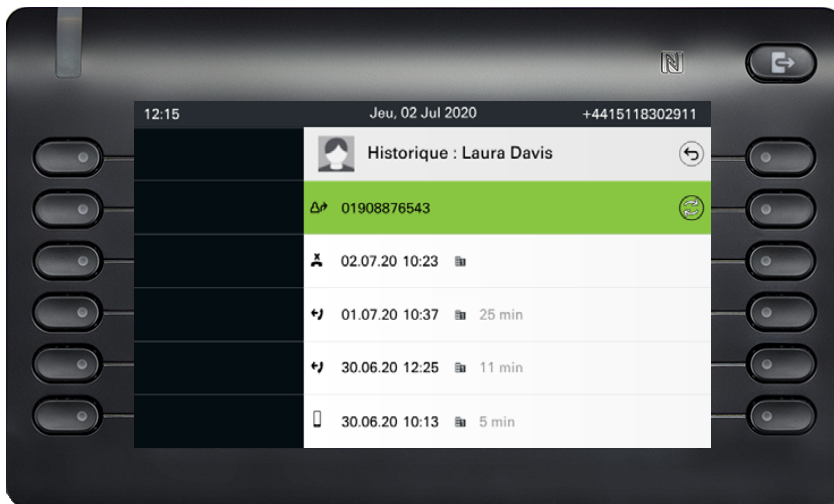 12:15 Jeu, 02 Jul 2020 +4415118302911
Historique : Laura Davis
01908876543
02.07.20 10:23
01.07.20 10:37 25 min
30.06.20 12:25 11 min
30.06.20 10:13 5 min